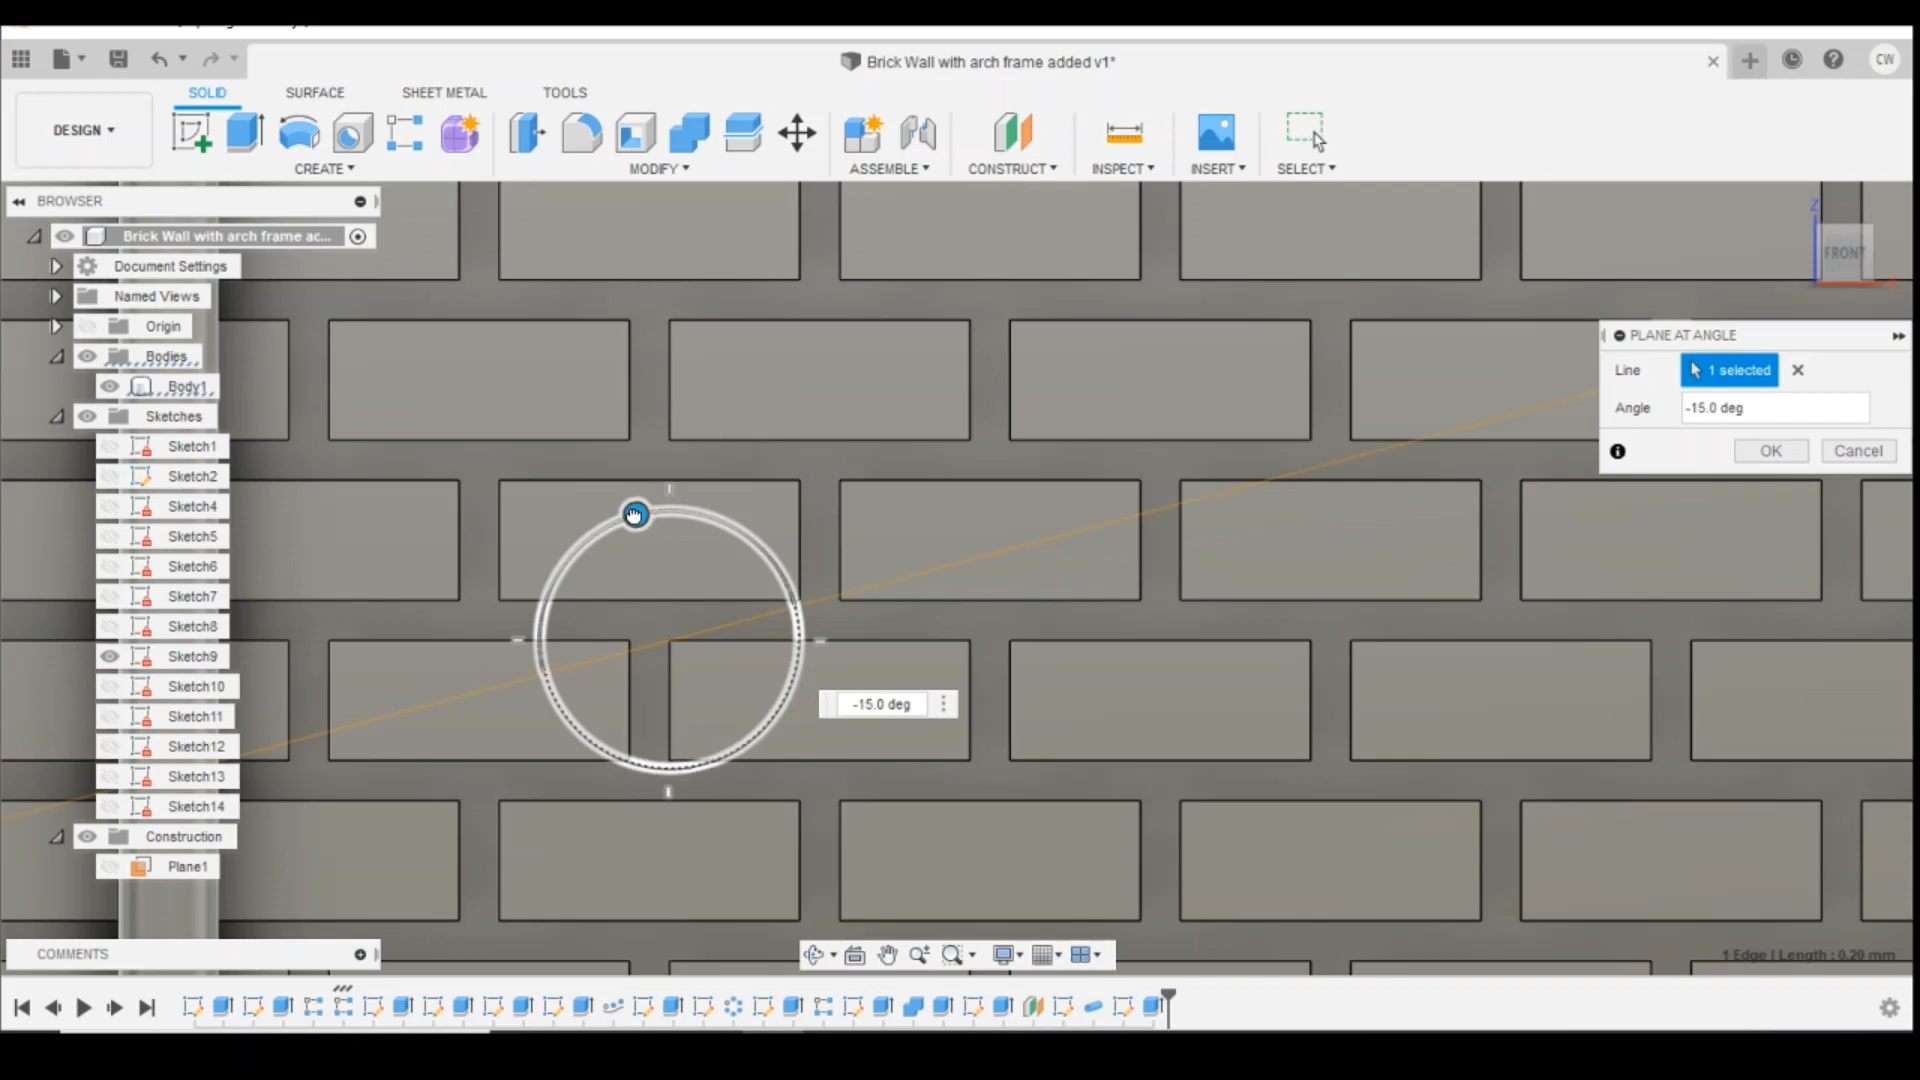 Brick Wall with arch frame added v1*
CW
DESIGN
SOLID
SURFACE
SHEET METAL
TOOLS
CREATE
MODIFY
ASSEMBLE
CONSTRUCT
INSPECT
INSERT
SELECT
BROWSER
Brick Wall with arch frame ac...
Document Settings
Named Views
Origin
Bodies
Body1
Sketches
Sketch1
Sketch2
Sketch4
Sketch5
Sketch6
Sketch7
Sketch8
Sketch9
Sketch10
Sketch11
Sketch12
Sketch13
Sketch14
Construction
Plane1
Z
FRONT
PLANE AT ANGLE
Line 1 selected
Angle -15.0 deg
OK Cancel
-15.0 deg
COMMENTS
1 Edge | Length : 0.20 mm